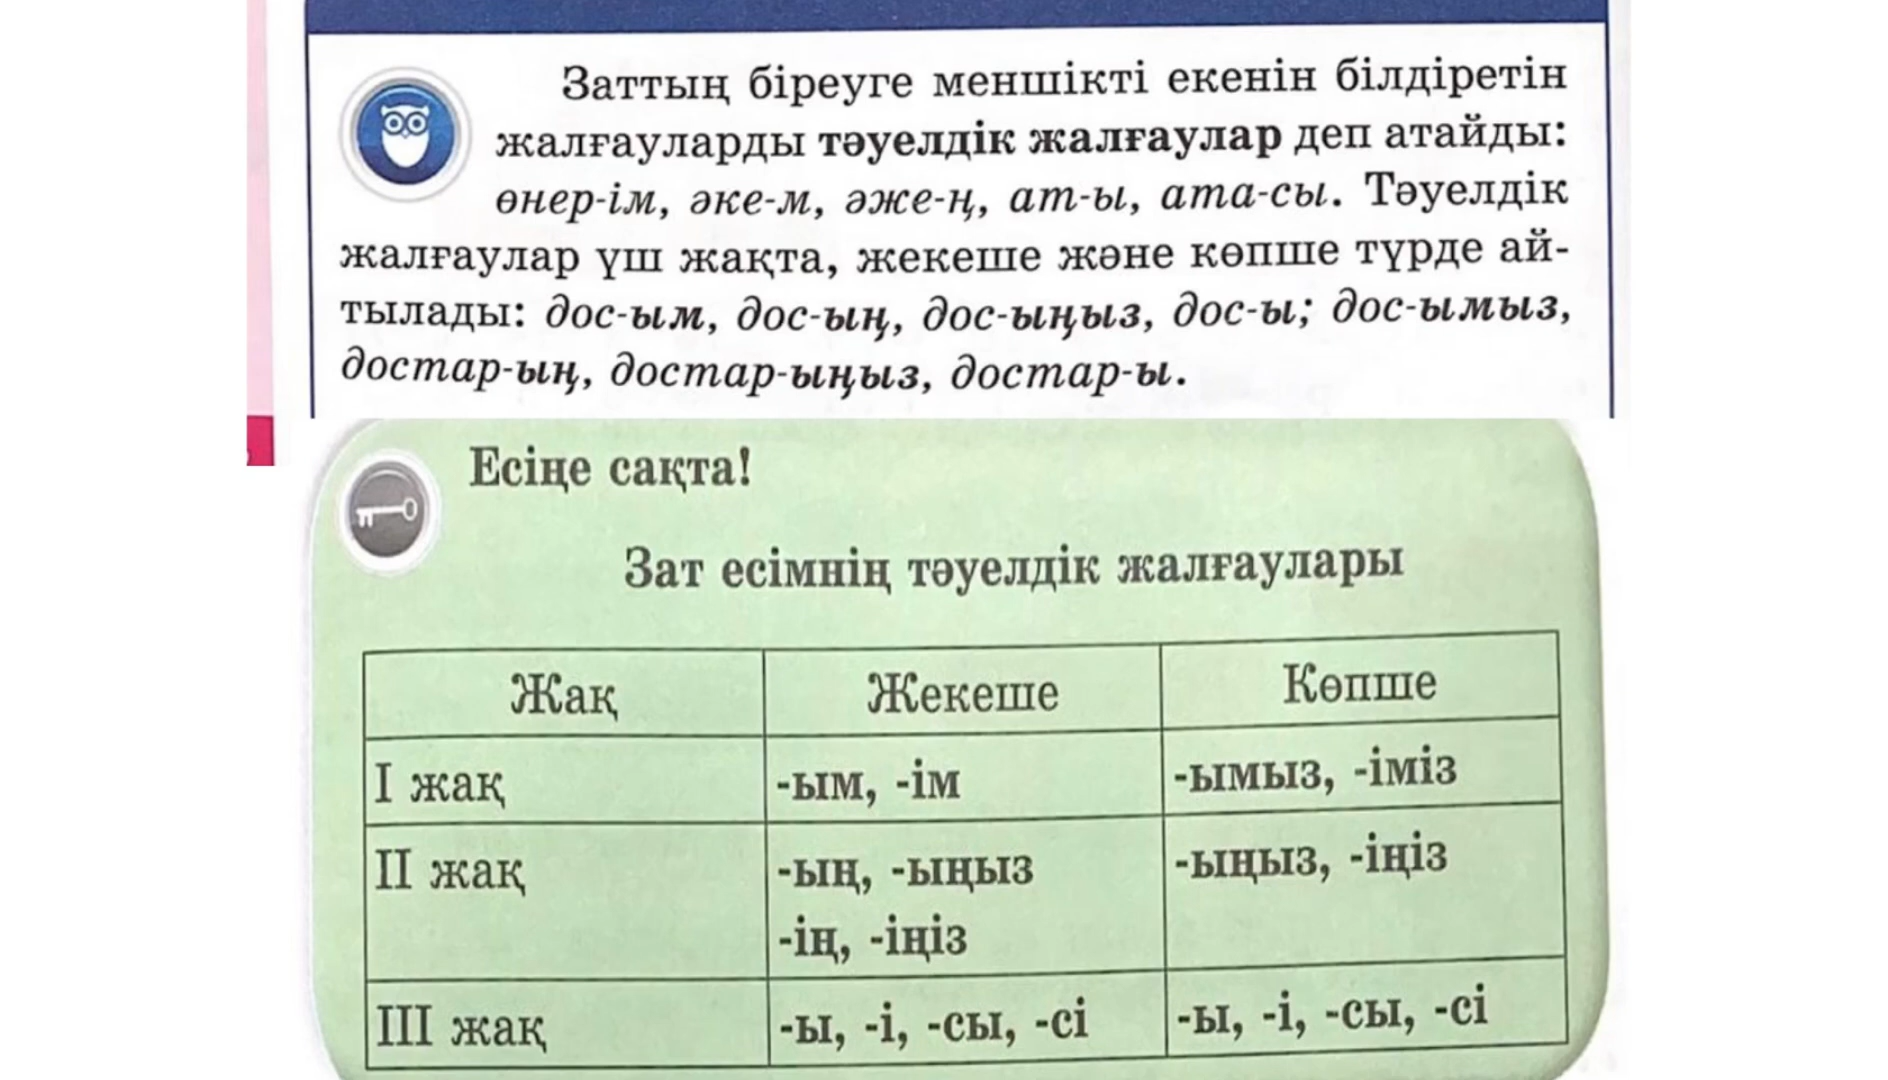 Заттың біреуге меншікті екенін білдіретін
жалғауларды тәуелдік жалғаулар деп атайды:
өнер-ім, әке-м, әже-ң, ат-ы, ата-сы. Тәуелдік
жалғаулар үш жақта, жекеше және көпше түрде ай-
тылады: дос-ым, дос-ың, дос-ыңыз, дос-ы; дос-ымыз,
достар-ың, достар-ыңыз, достар-ы.
Есіңе сақта!
Зат есімнің тәуелдік жалғаулары
Жақ Жекеше Көпше
I жақ -ым, -ім -ымыз, -іміз
II жақ -ың, -ыңыз -ыңыз, -іңіз
-ің, -іңіз
III жақ -ы, -і, -сы, -сі -ы, -і, -сы, -сі